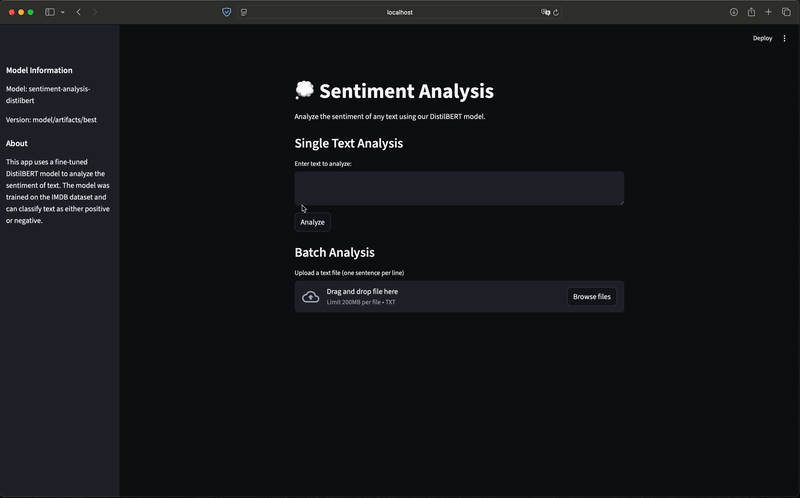 localhost
Deploy
Model Information
Model: sentiment-analysis-
distilbert
Version: model/artifacts/best
About
This app uses a fine-tuned
DistilBERT model to analyze the
sentiment of text. The model was
trained on the IMDB dataset and
can classify text as either positive
or negative.
Sentiment Analysis
Analyze the sentiment of any text using our DistilBERT model.
Single Text Analysis
Enter text to analyze:
Analyze
Batch Analysis
Upload a text file (one sentence per line)
Drag and drop file here
Limit 200MB per file • TXT
Browse files